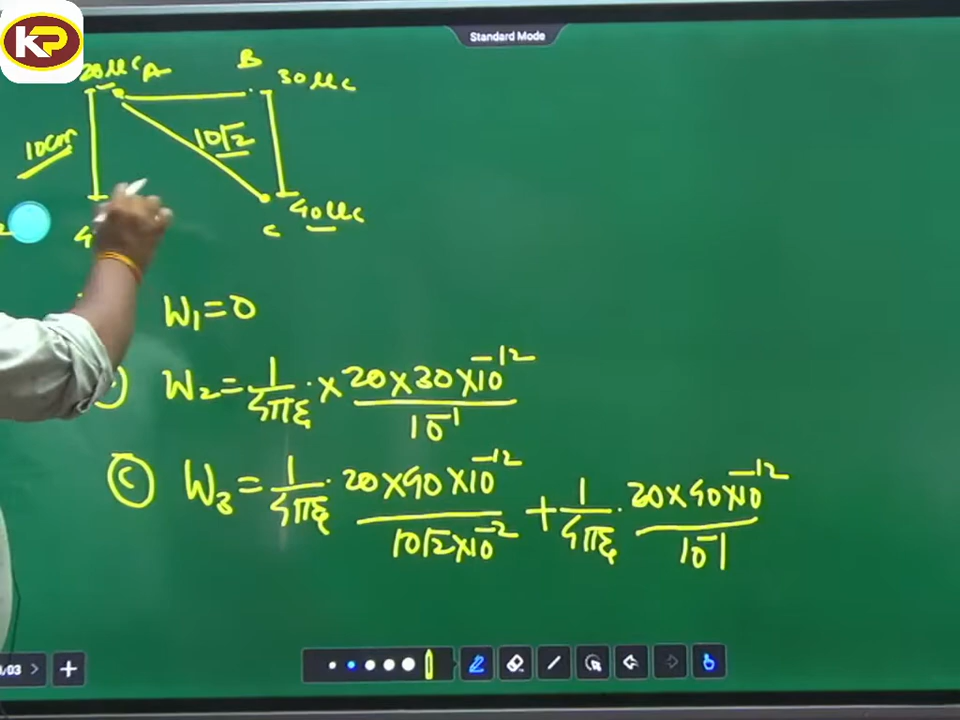 KP
Standard Mode
20μC A
B
30μC
10cm
10√2
40μC
C
W₁=0
W₂=1/4πε × 20×30×10⁻¹²/10⁻¹
(C) W₃=1/4πε · 20×40×10⁻¹²/10√2×10⁻² + 1/4πε · 30×40×10⁻¹²/10⁻¹
/03 > +